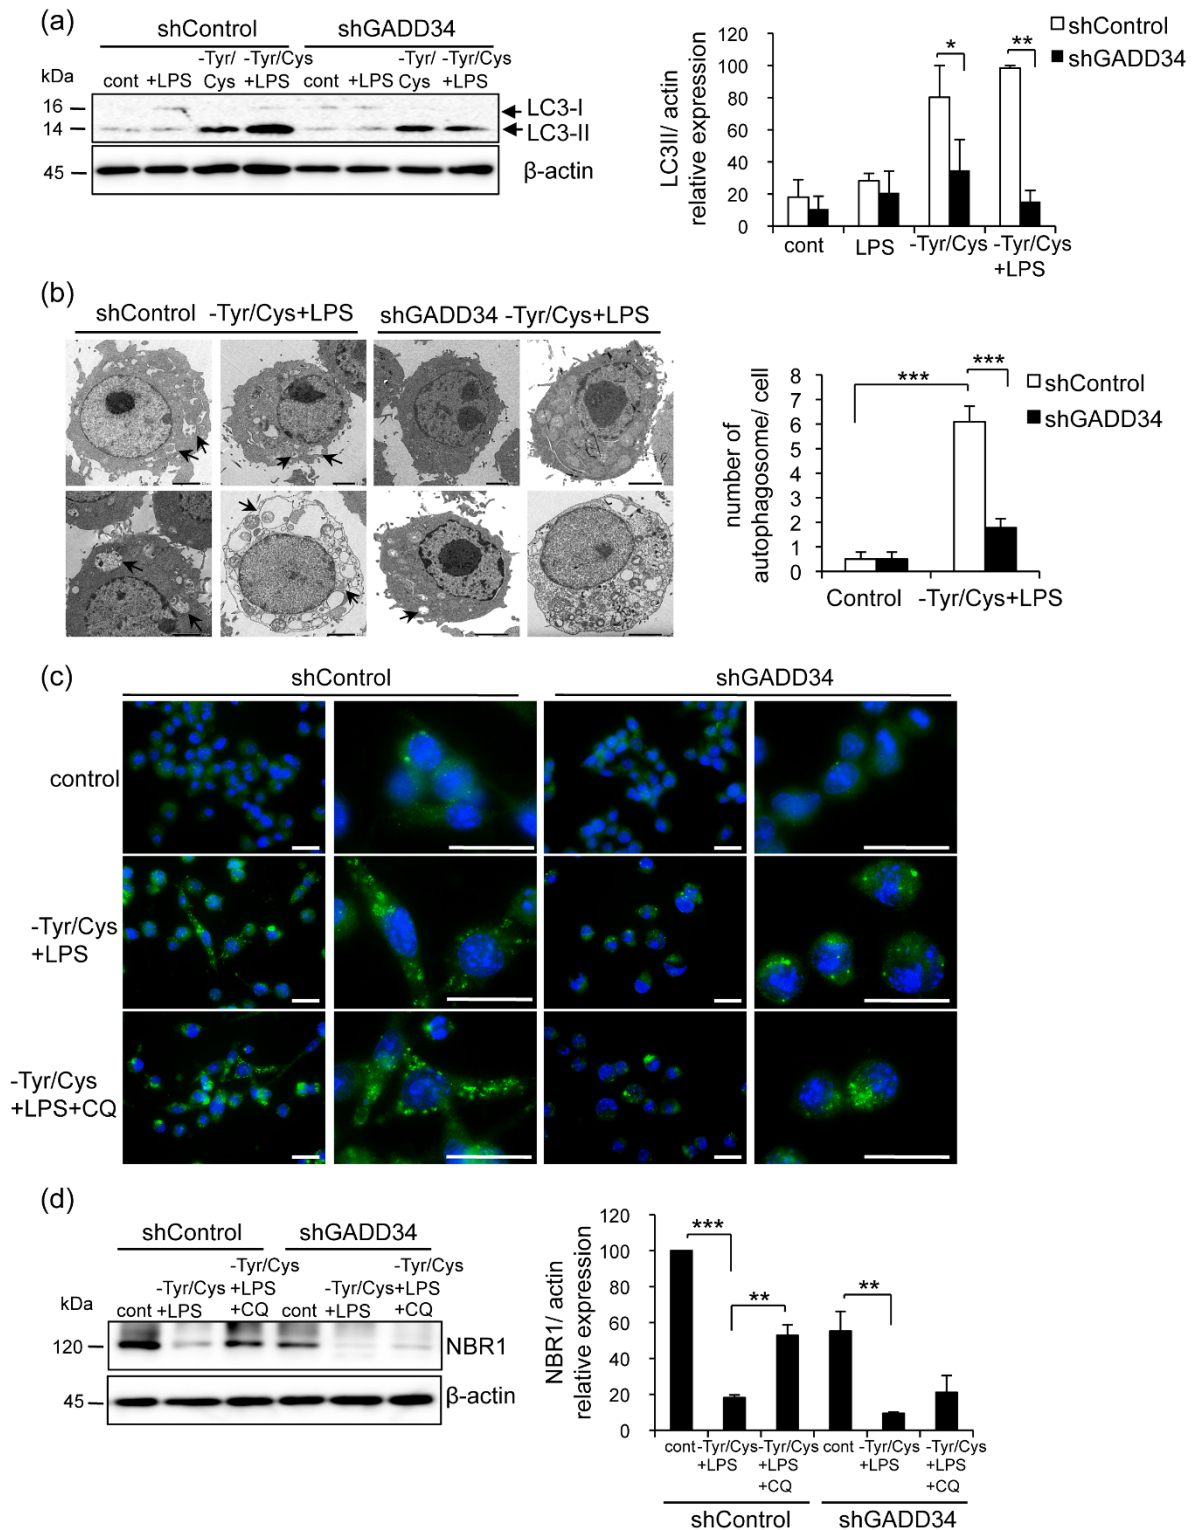 (a)
shControl shGADD34
-Tyr/ -Tyr/Cys -Tyr/ -Tyr/Cys
kDa cont +LPS Cys +LPS cont +LPS Cys +LPS
16
14
LC3-I
LC3-II
45
β-actin
LC3II/ actin
relative expression
120
100
80
60
40
20
0
* **
shControl
shGADD34
cont LPS -Tyr/Cys -Tyr/Cys
+LPS
(b)
shControl -Tyr/Cys+LPS shGADD34 -Tyr/Cys+LPS
number of
autophagosome/ cell
8
7
6
5
4
3
2
1
0
*** ***
shControl
shGADD34
Control -Tyr/Cys+LPS
(c)
shControl shGADD34
control
-Tyr/Cys
+LPS
-Tyr/Cys
+LPS+CQ
(d)
shControl shGADD34
-Tyr/Cys -Tyr/Cys
-Tyr/Cys +LPS -Tyr/Cys +LPS
kDa cont +LPS +CQ cont +LPS +CQ
120
NBR1
45
β-actin
NBR1/ actin
relative expression
120
100
80
60
40
20
0
*** ** **
cont -Tyr/Cys -Tyr/Cys cont -Tyr/Cys -Tyr/Cys
+LPS +LPS +LPS +LPS
+CQ +CQ
shControl shGADD34